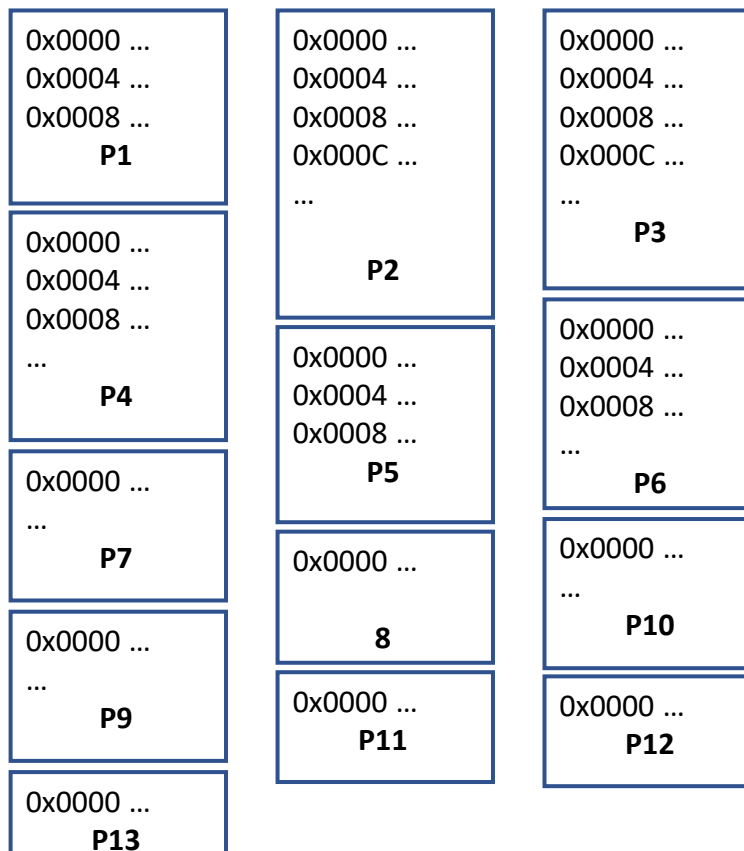 0x0000 ...
0x0004 ...
0x0008 ...
P1
0x0000 ...
0x0004 ...
0x0008 ...
...
P4
0x0000 ...
...
P7
0x0000 ...
...
P9
0x0000 ...
P13
0x0000 ...
0x0004 ...
0x0008 ...
0x000C ...
...
P2
0x0000 ...
0x0004 ...
0x0008 ...
P5
0x0000 ...
8
0x0000 ...
P11
0x0000 ...
0x0004 ...
0x0008 ...
0x000C ...
...
P3
0x0000 ...
0x0004 ...
0x0008 ...
...
P6
0x0000 ...
...
P10
0x0000 ...
P12